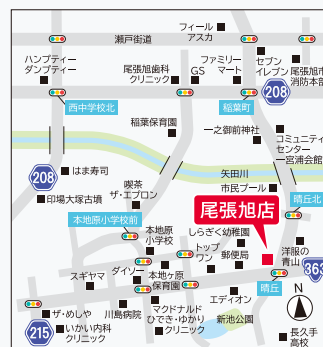 フィール
アスカ
瀬戸街道
ハンプティー
ダンプティー
尾張旭歯科
クリニック
GS
ファミリー
マート
セブン
イレブン
尾張旭市
消防本部
208
西中学校北
稲葉町
稲葉保育園
一之御前神社
コミュニティ
センター
一宮浦会館
矢田川
市民プール
208
はま寿司
印場大塚古墳
喫茶
ザ・エプロン
晴丘北
尾張旭店
本地原小学校前
本地原
小学校
しらさぎ幼稚園
トップ
ワン
郵便局
洋服の
青山
363
スギヤマ
ダイソー
本地ヶ原
保育園
晴丘
エディオン
N
ザ・めしや
川島病院
マクドナルド
ひでき・ゆかり
クリニック
新池公園
215
いかい内科
クリニック
長久手
高校